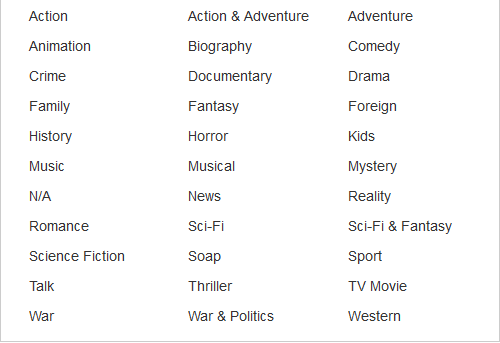 Action Action & Adventure Adventure
Animation Biography Comedy
Crime Documentary Drama
Family Fantasy Foreign
History Horror Kids
Music Musical Mystery
N/A News Reality
Romance Sci-Fi Sci-Fi & Fantasy
Science Fiction Soap Sport
Talk Thriller TV Movie
War War & Politics Western